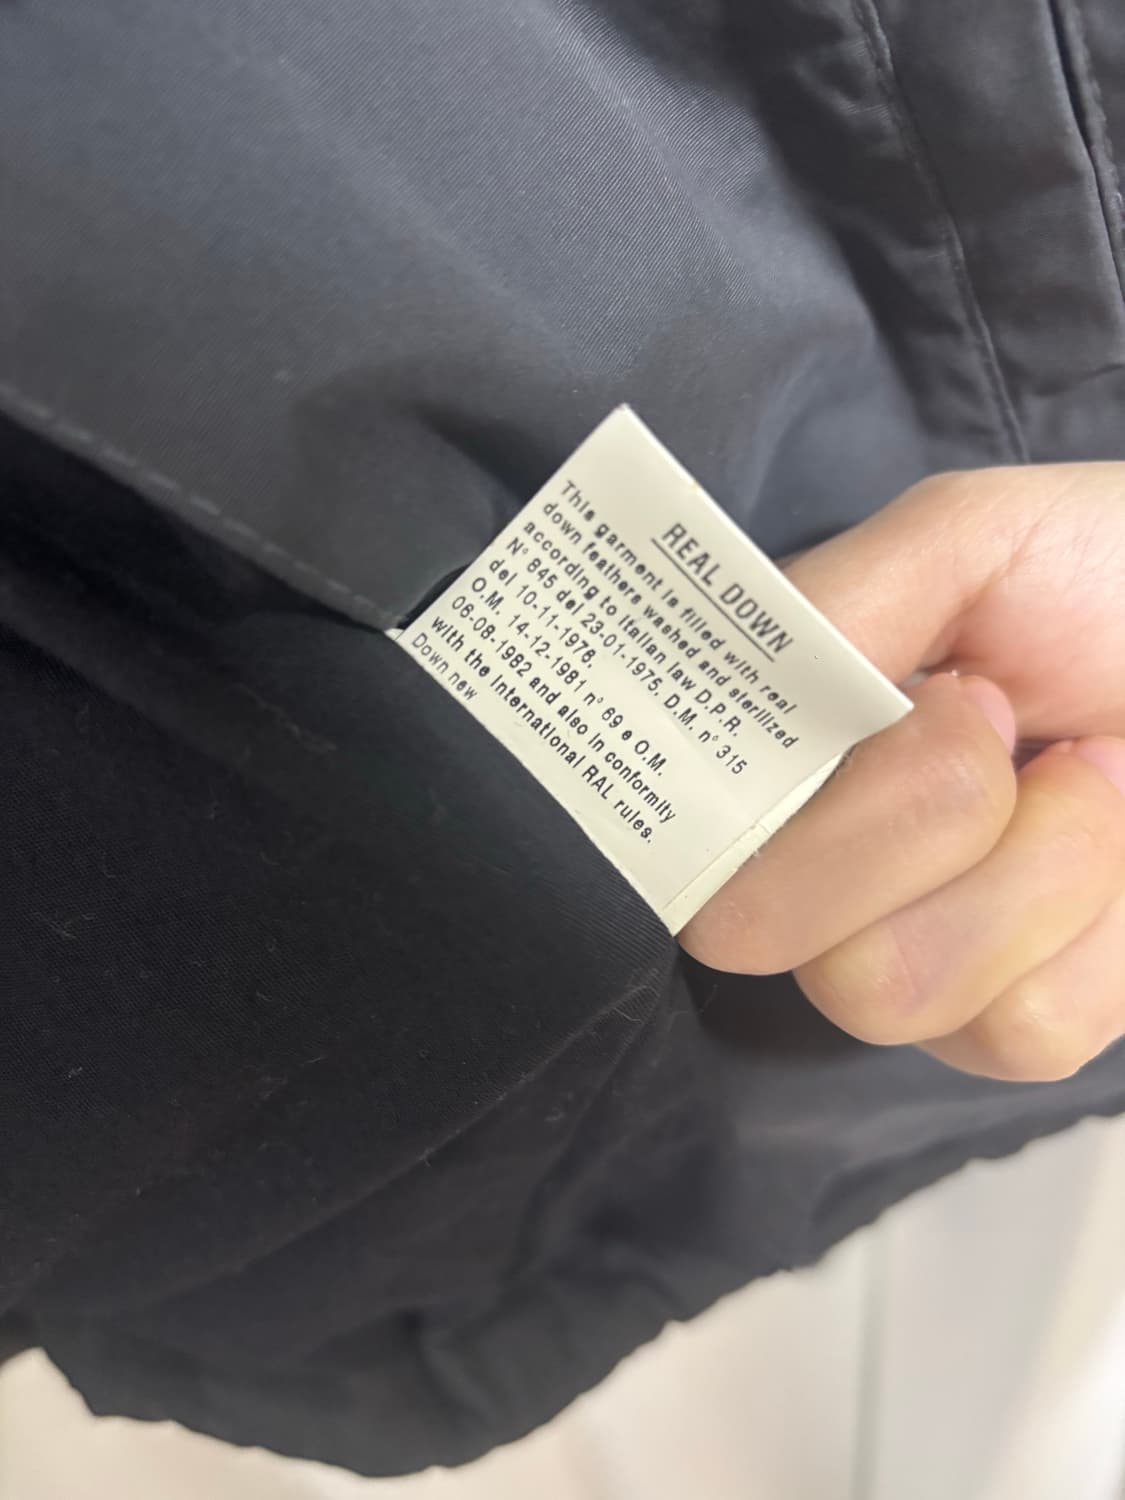 REAL DOWN
This garment is filled with real
down feathers washed and sterilized
according to Italian law D.P.R.
N° 845 del 23-01-1975. D.M. n° 315
del 10-11-1976.
O.M. 14-12-1981 n° 69 e O.M.
06-08-1982 and also in conformity
with the International RAL rules.
Down new